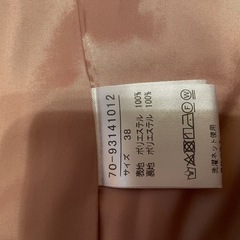 70-93141012
サイズ 38
表地 ポリエステル 100%
裏地 ポリエステル 100%
洗濯ネット使用